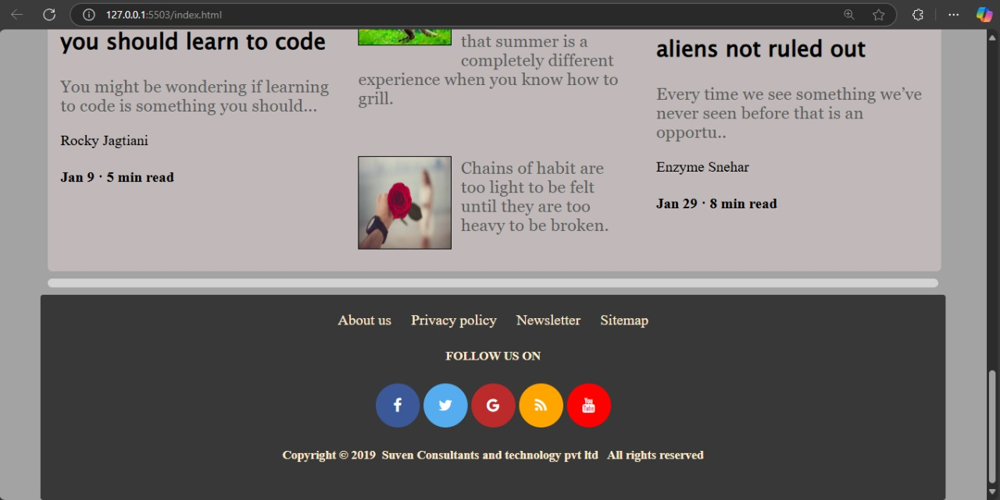 127.0.0.1:5503/index.html
you should learn to code
You might be wondering if learning
to code is something you should...
Rocky Jagtiani
Jan 9 · 5 min read
that summer is a
completely different
experience when you know how to
grill.
Chains of habit are
too light to be felt
until they are too
heavy to be broken.
aliens not ruled out
Every time we see something we’ve
never seen before that is an
opportu..
Enzyme Snehar
Jan 29 · 8 min read
About us Privacy policy Newsletter Sitemap
FOLLOW US ON
f G You Tube
Copyright © 2019 Suven Consultants and technology pvt ltd All rights reserved